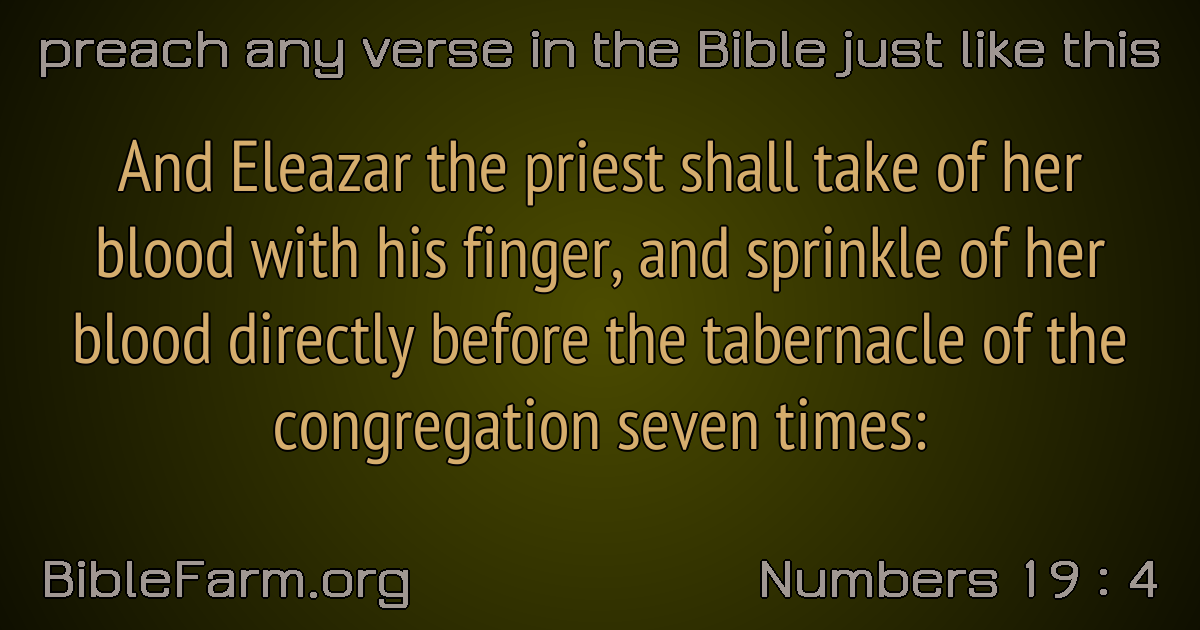 preach any verse in the Bible just like this
And Eleazar the priest shall take of her
blood with his finger, and sprinkle of her
blood directly before the tabernacle of the
congregation seven times:
BibleFarm.org
Numbers 19 : 4